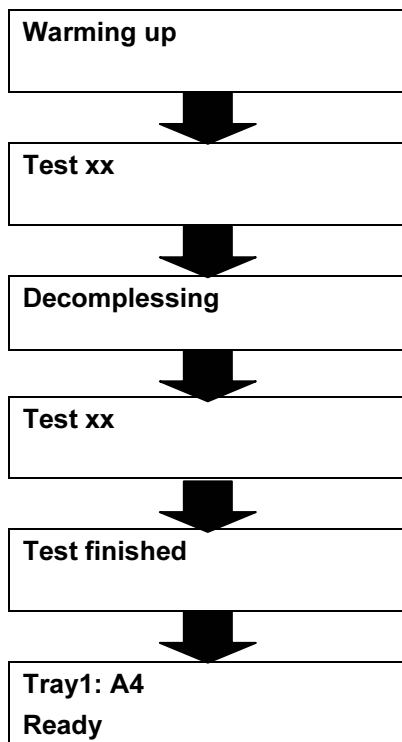 Warming up
Test xx
Decomplessing
Test xx
Test finished
Tray1: A4
Ready